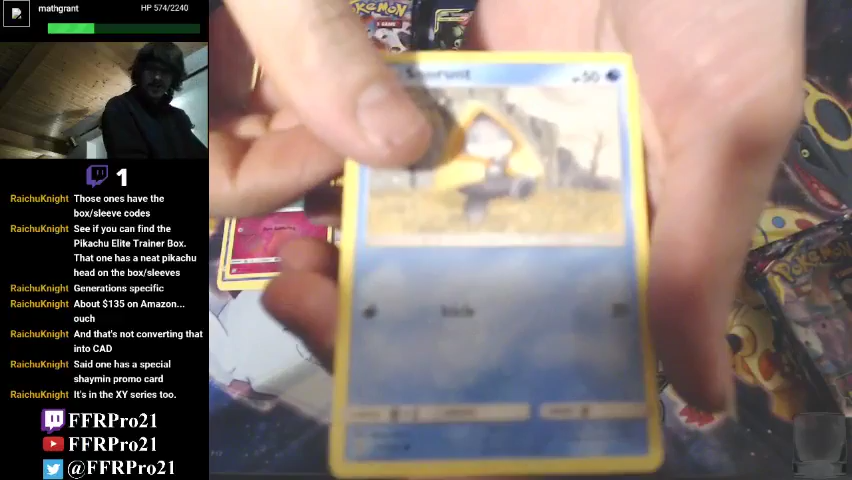 mathgrant
HP 574/2240
1
RaichuKnight Those ones have the
box/sleeve codes
RaichuKnight See if you can find the
Pikachu Elite Trainer Box.
That one has a neat pikachu
head on the box/sleeves
RaichuKnight Generations specific
RaichuKnight About $135 on Amazon...
ouch
RaichuKnight And that's not converting that
into CAD
RaichuKnight Said one has a special
shaymin promo card
RaichuKnight It's in the XY series too.
FFRPro21
FFRPro21
@FFRPro21
POKÉMON
Snorunt
50
POKÉMON